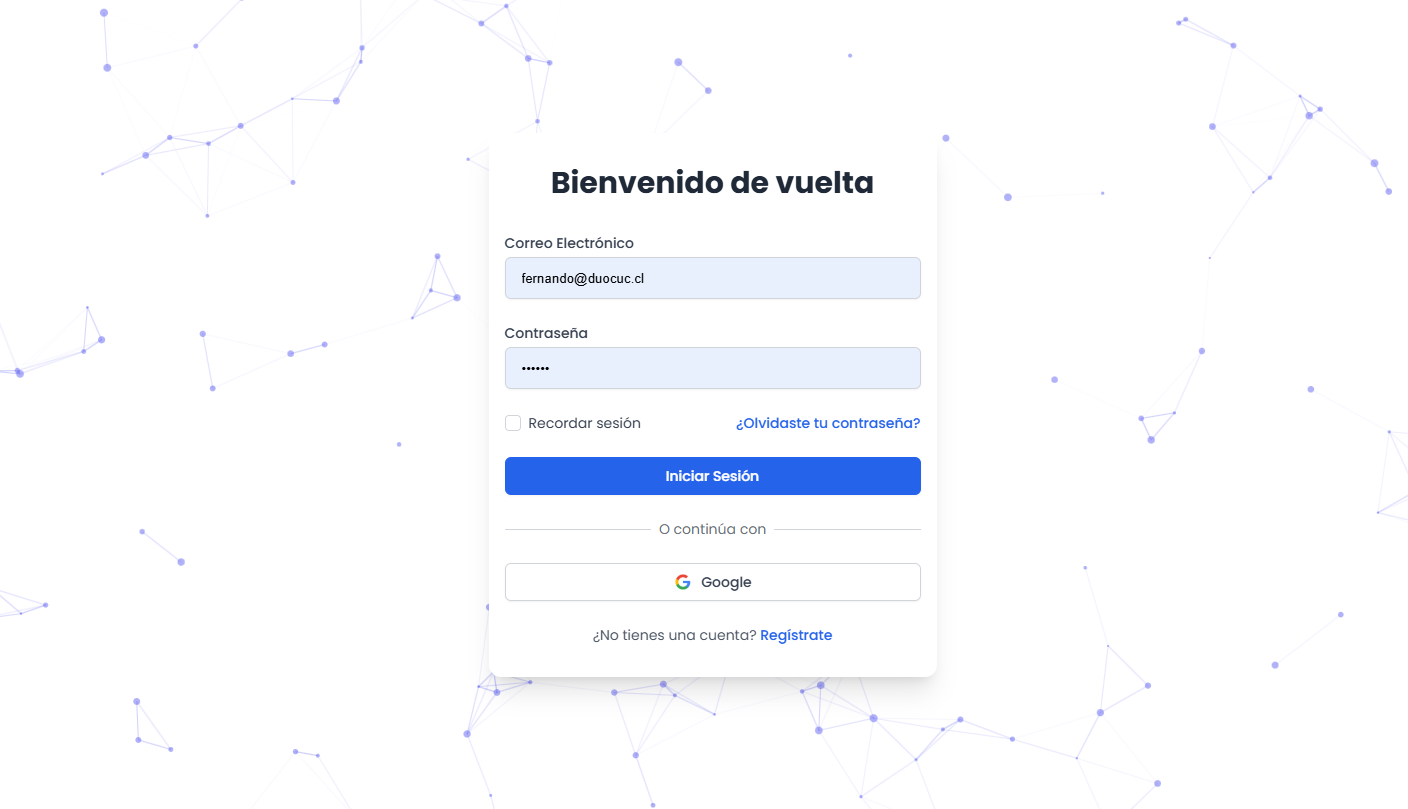 Bienvenido de vuelta
Correo Electrónico
fernando@duocuc.cl
Contraseña
••••••
Recordar sesión
¿Olvidaste tu contraseña?
Iniciar Sesión
O continúa con
Google
¿No tienes una cuenta? Regístrate